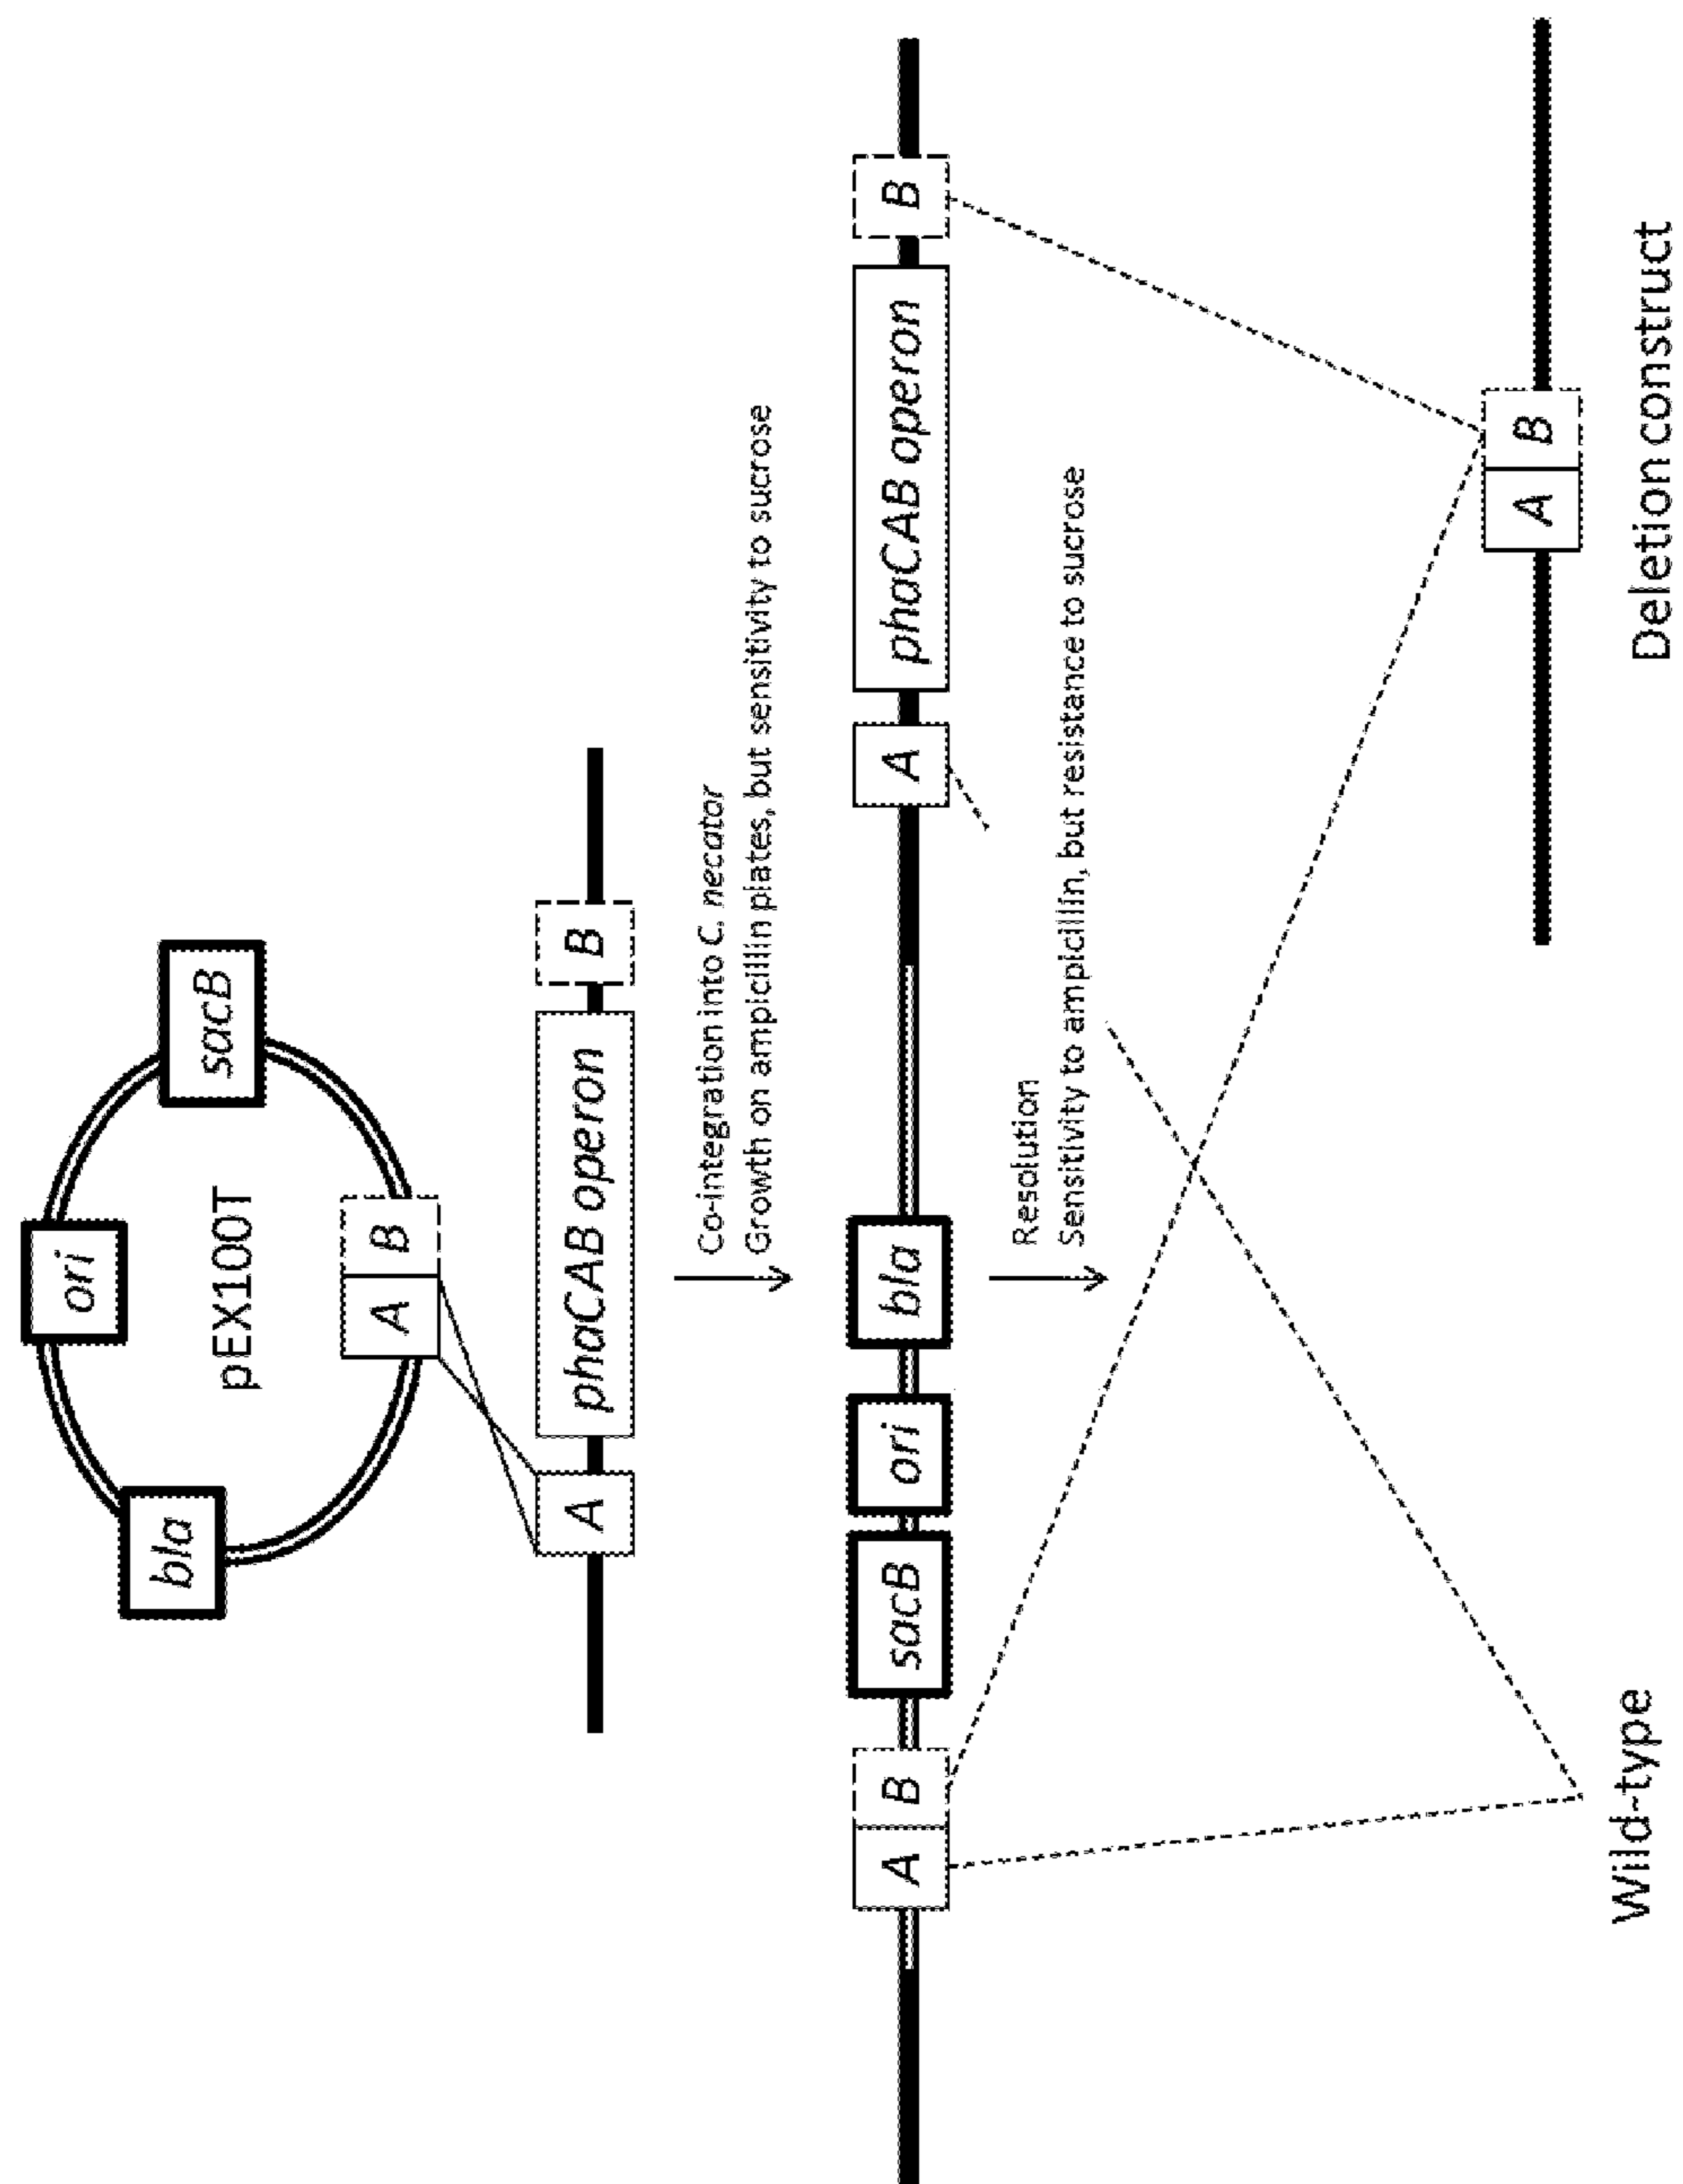 ori
bla
sacB
pEX100T
A B
A
phaCAB operon
B
Co-integration into C. necator
Growth on ampicillin plates, but sensitivity to sucrose
A B
sacB
ori
bla
A
phaCAB operon
B
Resolution
Sensitivity to ampicillin, but resistance to sucrose
A B
Wild-type
Deletion construct